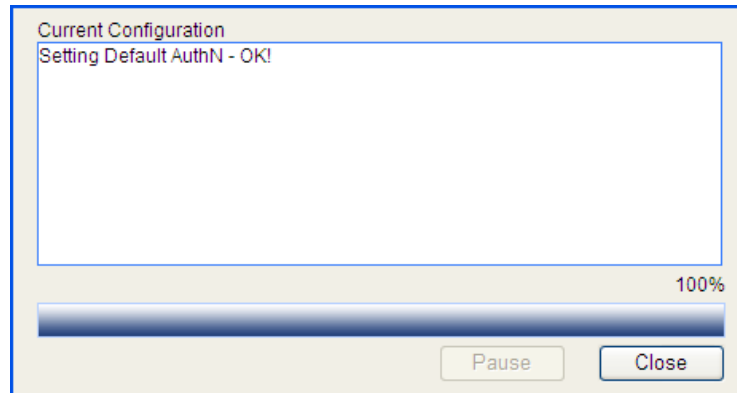 Current Configuration
Setting Default AuthN - OK!
100%
Pause
Close